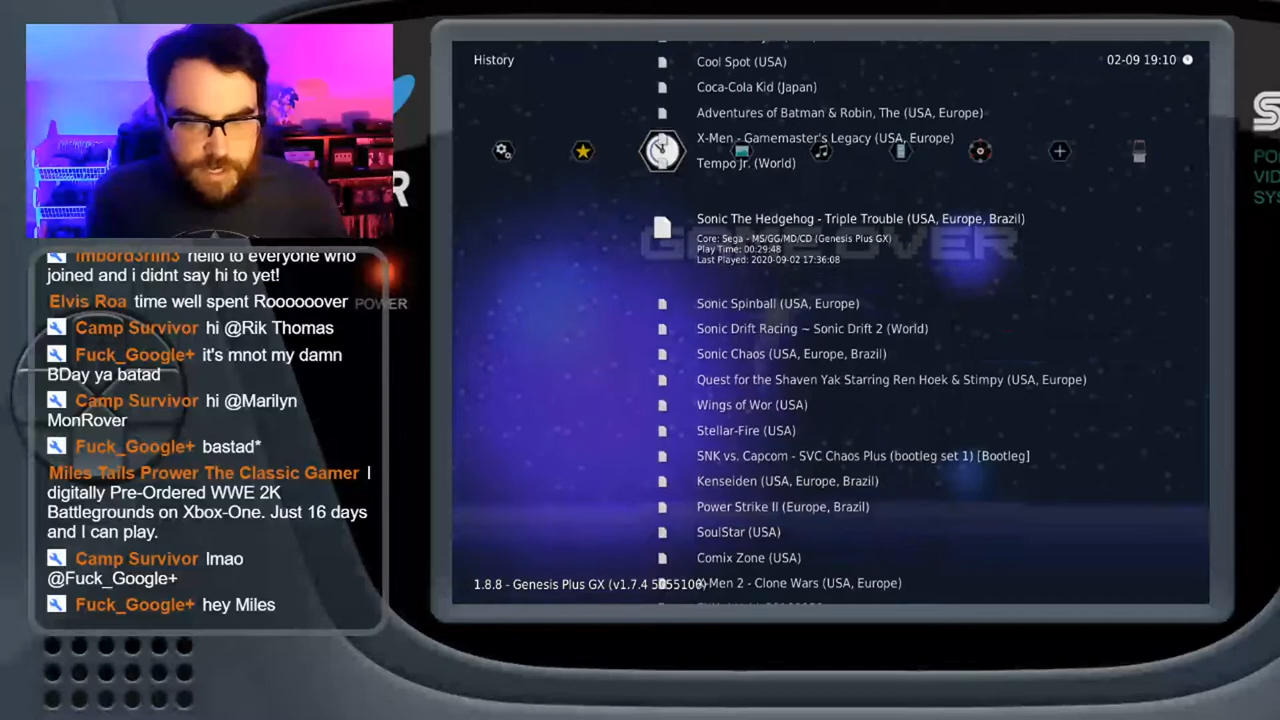 History
02-09 19:10
Cool Spot (USA)
Coca-Cola Kid (Japan)
Adventures of Batman & Robin, The (USA, Europe)
X-Men - Gamemaster's Legacy (USA, Europe)
Tempo Jr. (World)
Sonic The Hedgehog - Triple Trouble (USA, Europe, Brazil)
Core: Sega - MS/GG/MD/CD (Genesis Plus GX)
Play Time: 00:29:48
Last Played: 2020-09-02 17:36:08
GAME OVER
Sonic Spinball (USA, Europe)
Sonic Drift Racing ~ Sonic Drift 2 (World)
Sonic Chaos (USA, Europe, Brazil)
Quest for the Shaven Yak Starring Ren Hoek & Stimpy (USA, Europe)
Wings of Wor (USA)
Stellar-Fire (USA)
SNK vs. Capcom - SVC Chaos Plus (bootleg set 1) [Bootleg]
Kenseiden (USA, Europe, Brazil)
Power Strike II (Europe, Brazil)
SoulStar (USA)
Comix Zone (USA)
X-Men 2 - Clone Wars (USA, Europe)
1.8.8 - Genesis Plus GX (v1.7.4
imbord3rlin3 hello to everyone who
joined and i didnt say hi to yet!
Elvis Roa time well spent Roooooover
Camp Survivor hi @Rik Thomas
Fuck_Google+ it's mnot my damn
BDay ya batad
Camp Survivor hi @Marilyn
MonRover
Fuck_Google+ bastad*
Miles Tails Prower The Classic Gamer I
digitally Pre-Ordered WWE 2K
Battlegrounds on Xbox-One. Just 16 days
and I can play.
Camp Survivor lmao
@Fuck_Google+
Fuck_Google+ hey Miles
POWER
R
S
PO
VID
SYS